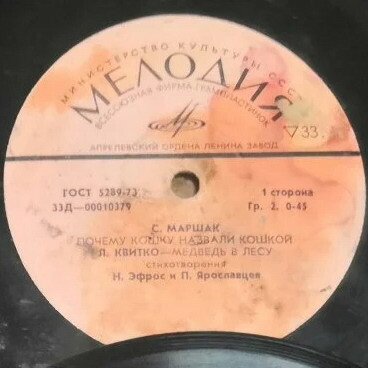 МИНИСТЕРСТВО КУЛЬТУРЫ СССР
МЕЛОДИЯ
ВСЕСОЮЗНАЯ ФИРМА ГРАМПЛАСТИНОК
33
АПРЕЛЕВСКИЙ ОРДЕНА ЛЕНИНА ЗАВОД
ГОСТ 5289-73
1 сторона
33Д—00010379
Гр. 2. 0-45
С. МАРШАК
ПОЧЕМУ КОШКУ НАЗВАЛИ КОШКОЙ
Л. КВИТКО—МЕДВЕДЬ В ЛЕСУ
стихотворения
Н. Эфрос и П. Ярославцев